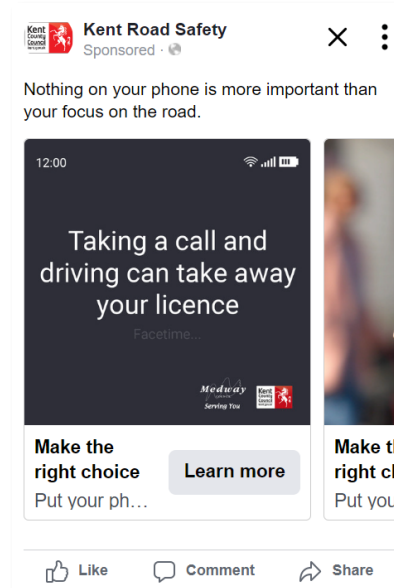 Kent
County
Council
Kent Road Safety
Sponsored ·
Nothing on your phone is more important than
your focus on the road.
12:00
Taking a call and
driving can take away
your licence
Facetime...
Medway
Serving You
Kent
County
Council
Make the
right choice
Put your ph...
Learn more
Make t
right cl
Put you
Like
Comment
Share